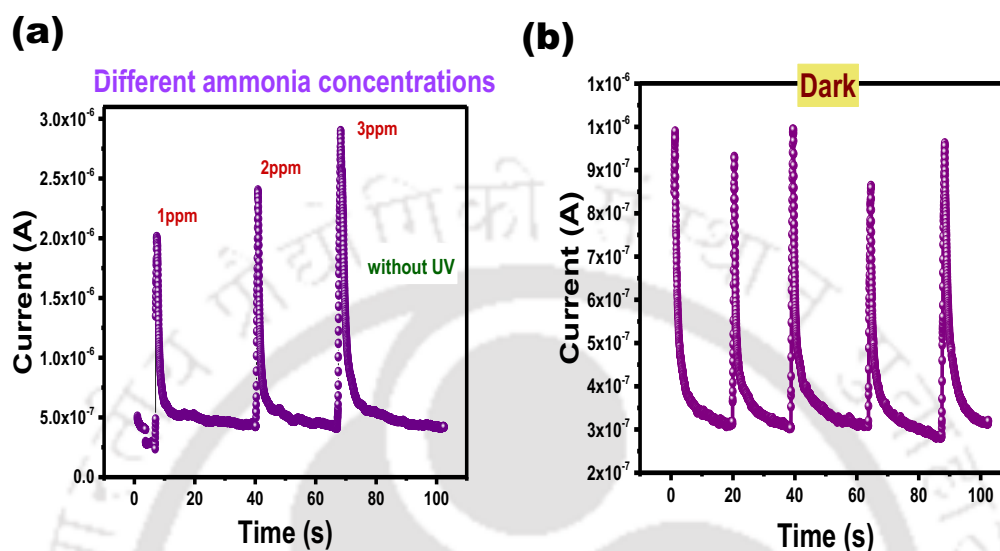 (a)
Different ammonia concentrations
3.0x10⁻⁶
2.5x10⁻⁶
2.0x10⁻⁶
1.5x10⁻⁶
1.0x10⁻⁶
5.0x10⁻⁷
0.0
Current (A)
1ppm
2ppm
3ppm
without UV
0 20 40 60 80 100
Time (s)
(b)
Dark
1x10⁻⁶
1x10⁻⁶
9x10⁻⁷
8x10⁻⁷
7x10⁻⁷
6x10⁻⁷
5x10⁻⁷
4x10⁻⁷
3x10⁻⁷
2x10⁻⁷
Current (A)
0 20 40 60 80 100
Time (s)